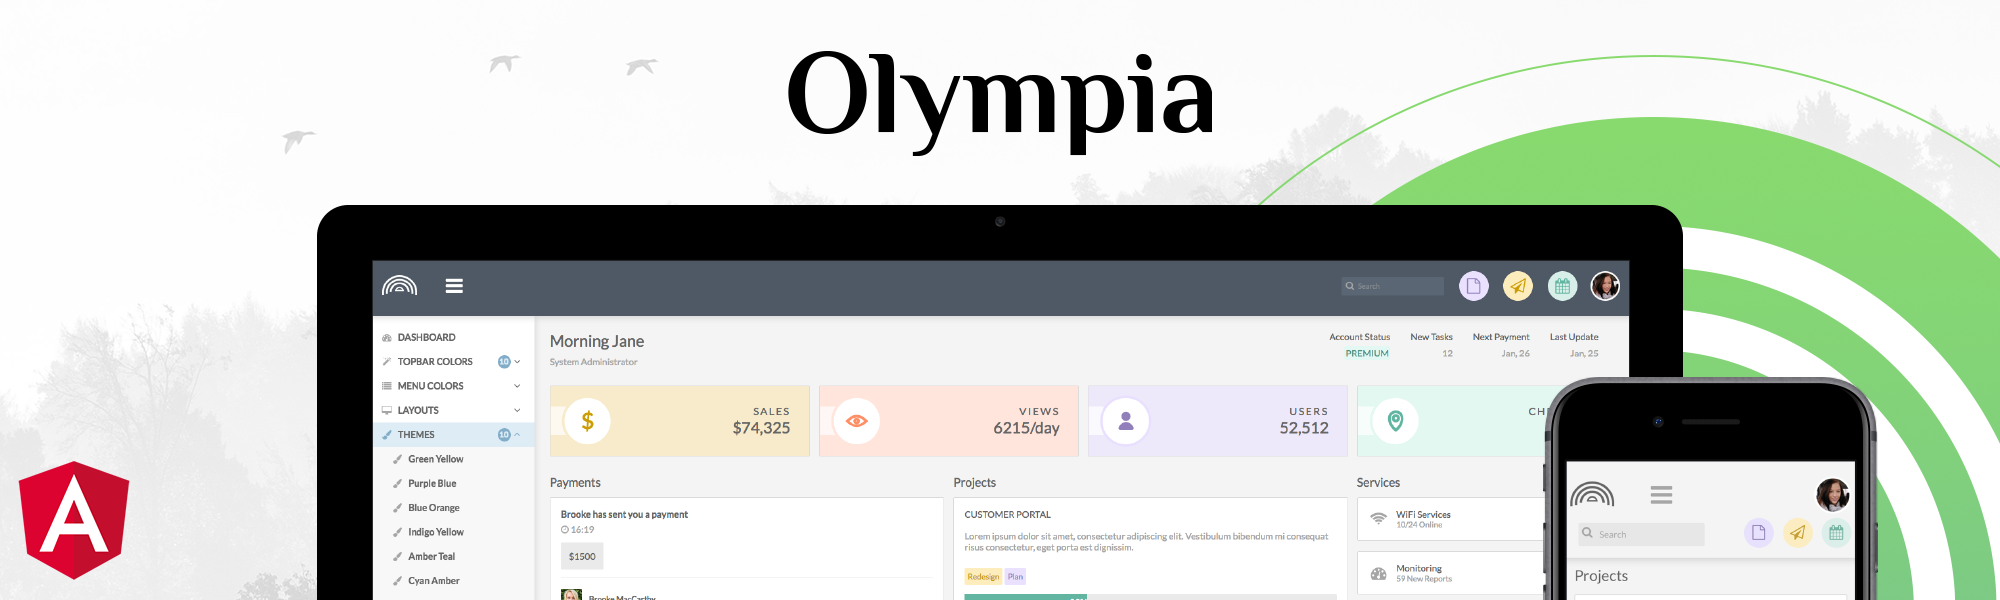 Olympia
Search
DASHBOARD
TOPBAR COLORS 10
MENU COLORS
LAYOUTS
THEMES 10
Green Yellow
Purple Blue
Blue Orange
Indigo Yellow
Amber Teal
Cyan Amber
Morning Jane
System Administrator
Account Status New Tasks Next Payment Last Update
PREMIUM 12 Jan, 26 Jan, 25
SALES
$74,325
VIEWS
6215/day
USERS
52,512
Payments
Brooke has sent you a payment
16:19
$1500
Brooke MacCarthy
Projects
CUSTOMER PORTAL
Lorem ipsum dolor sit amet, consectetur adipiscing elit. Vestibulum bibendum mi consequat
risus consectetur, eget porta est dignissim.
Redesign Plan
Services
WiFi Services
10/24 Online
Monitoring
59 New Reports
Search
Projects